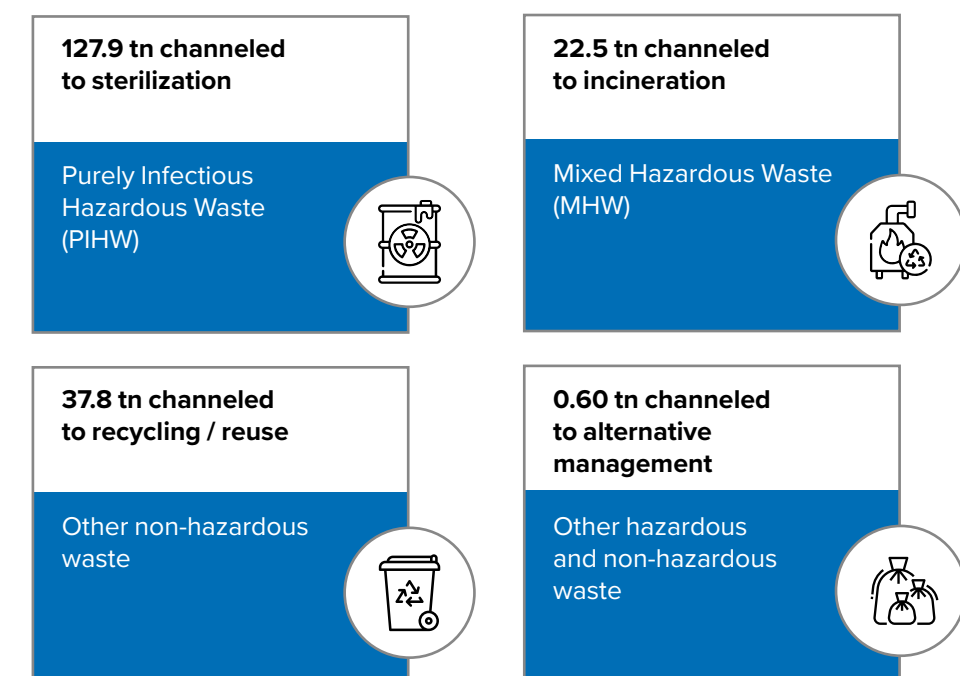 127.9 tn channeled
to sterilization
Purely Infectious
Hazardous Waste
(PIHW)
22.5 tn channeled
to incineration
Mixed Hazardous Waste
(MHW)
37.8 tn channeled
to recycling / reuse
Other non-hazardous
waste
0.60 tn channeled
to alternative
management
Other hazardous
and non-hazardous
waste